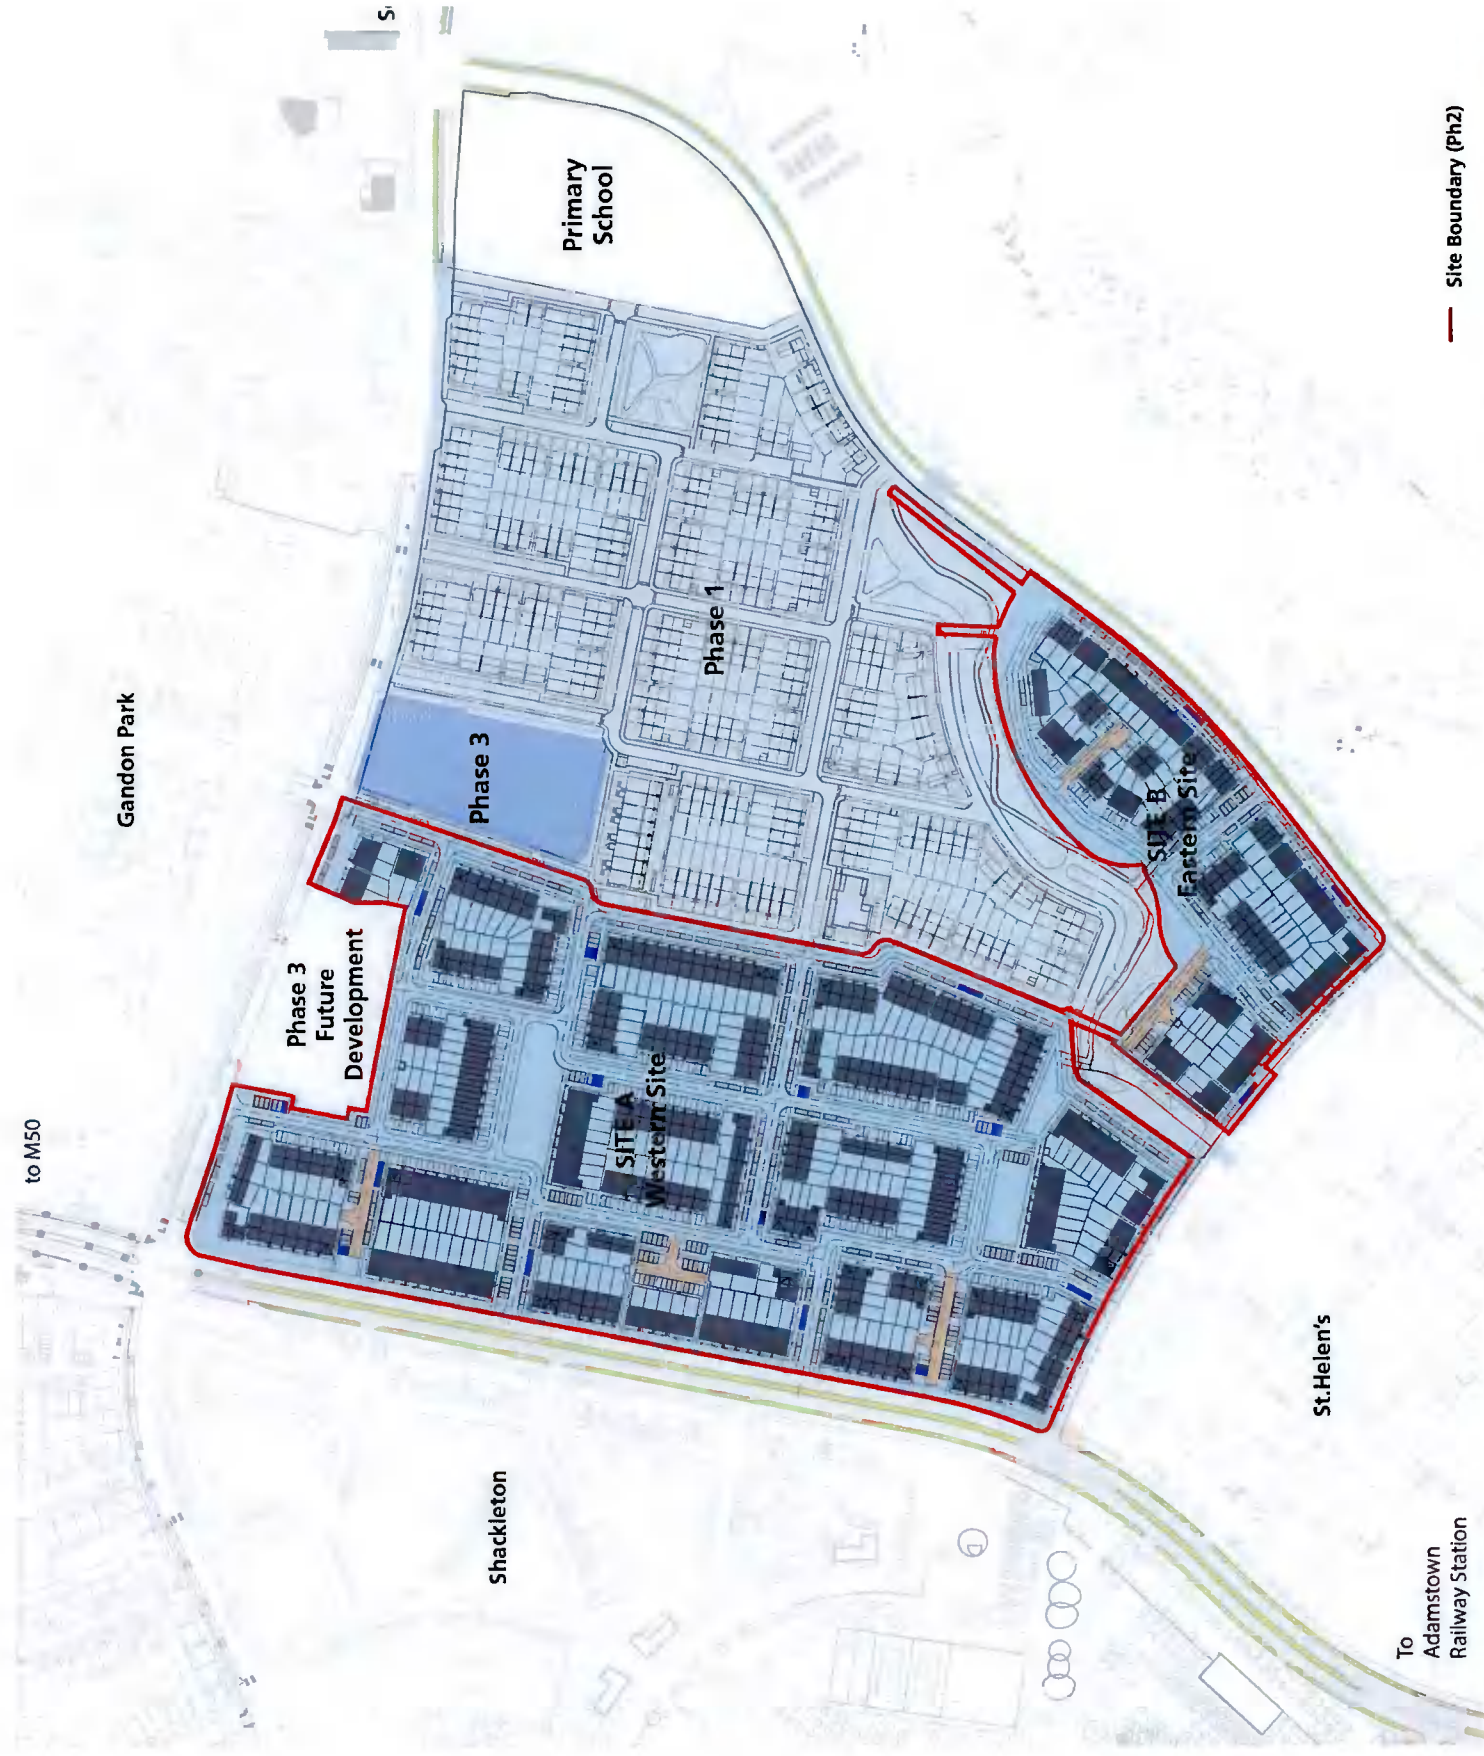 to M50
Gandon Park
Shackleton
Phase 3
Future
Development
Phase 3
Primary
School
Phase 1
SITE A
Western Site
SITE B
Eastern Site
St.Helen's
To
Adamstown
Railway Station
Site Boundary (Ph2)